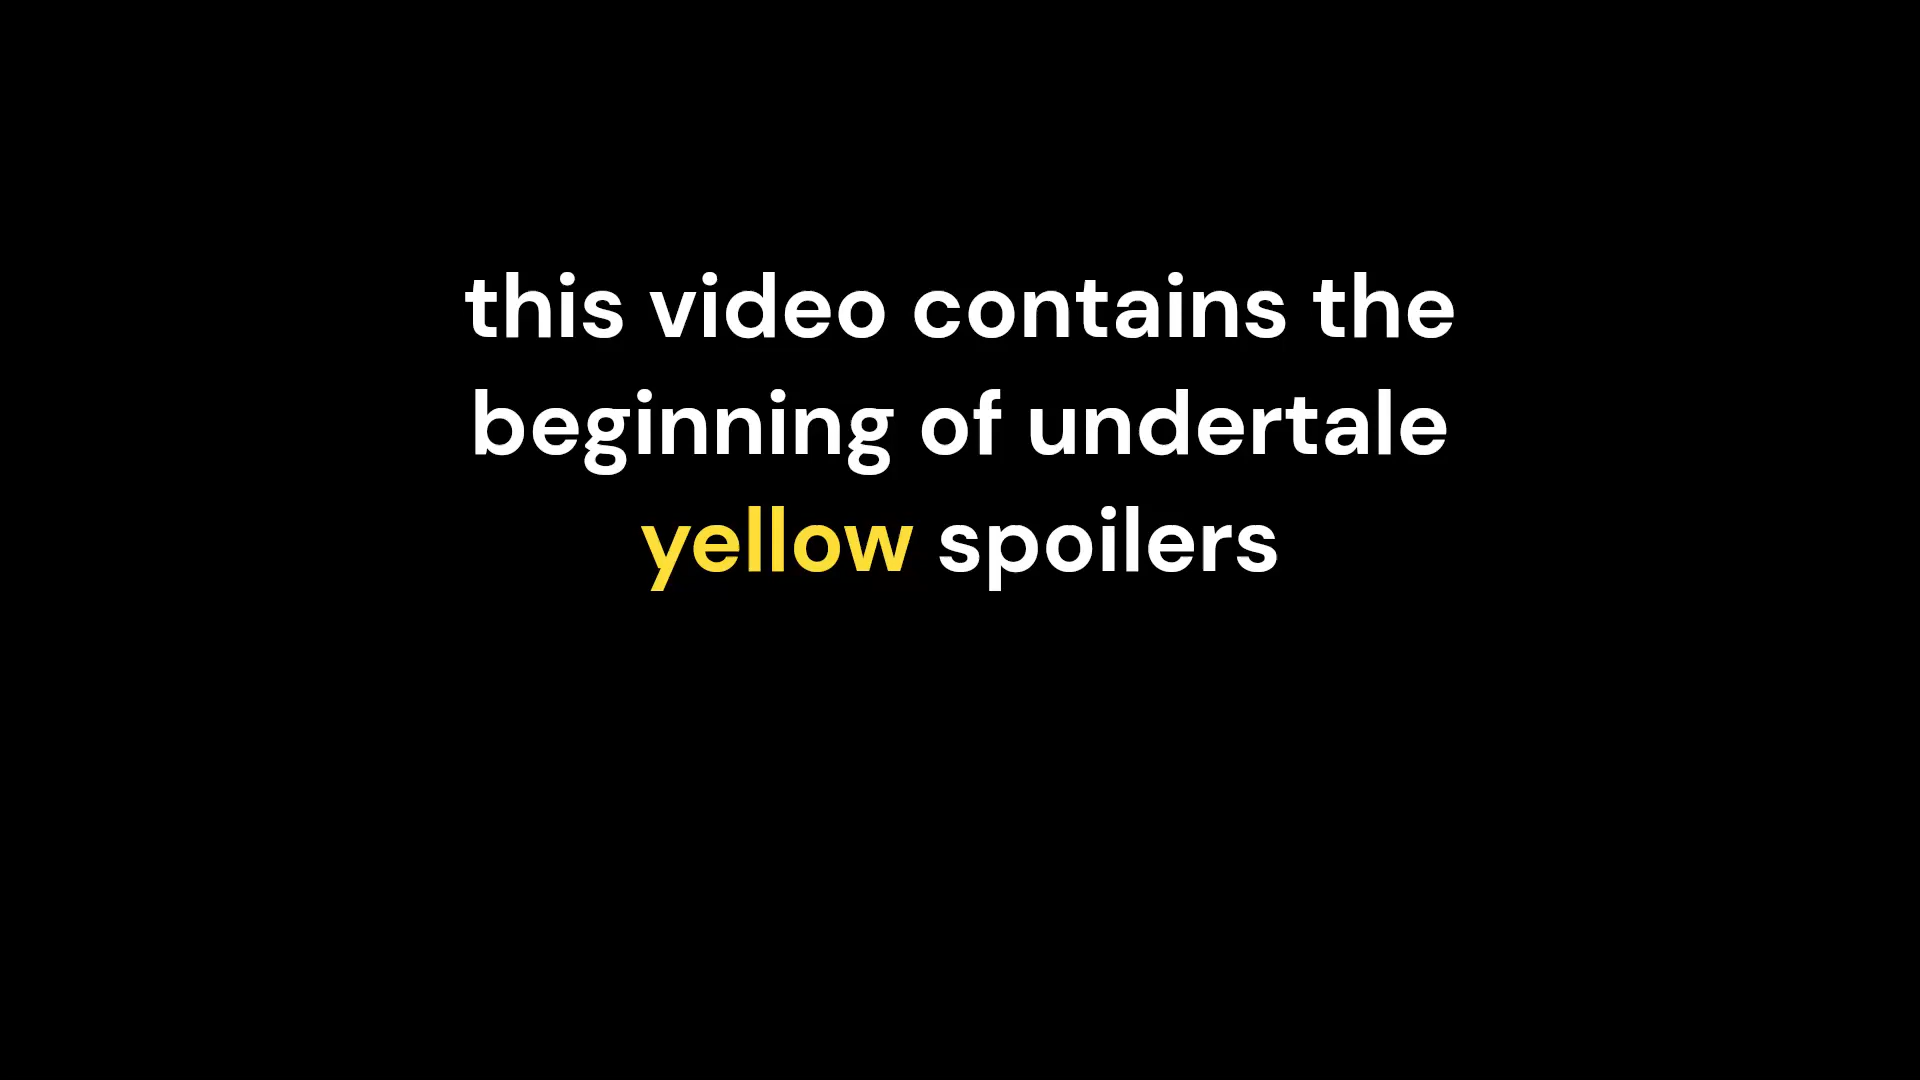 this video contains the
beginning of undertale
yellow spoilers